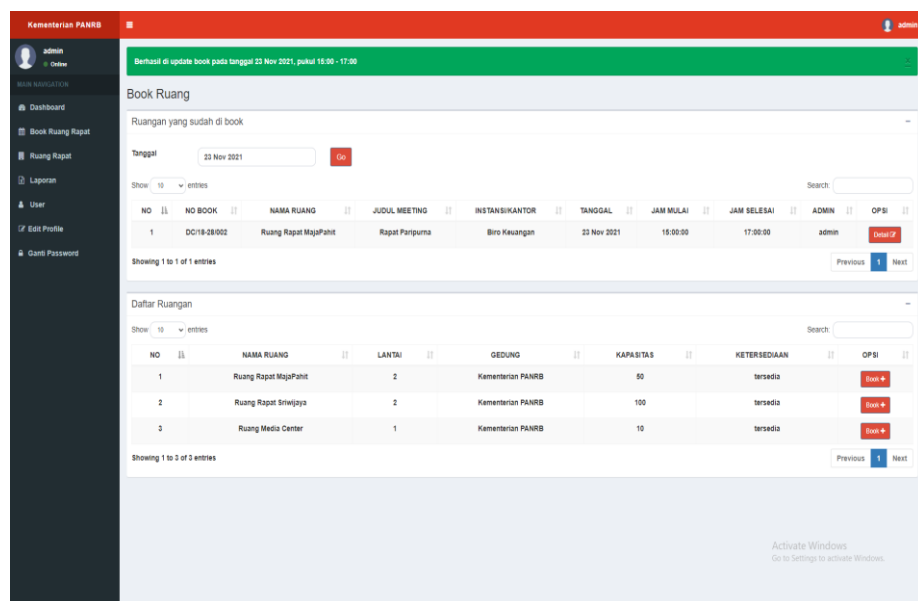 Kementerian PANRB
admin
admin
Online
Berhasil di update book pada tanggal 23 Nov 2021, pukul 15:00 - 17:00
MAIN NAVIGATION
Dashboard
Book Ruang Rapat
Ruang Rapat
Laporan
User
Edit Profile
Ganti Password
Book Ruang
Ruangan yang sudah di book
Tanggal 23 Nov 2021 Go
Show 10 entries Search:
NO NO BOOK NAMA RUANG JUDUL MEETING INSTANSI/KANTOR TANGGAL JAM MULAI JAM SELESAI ADMIN OPSI
1 DC/18-28/002 Ruang Rapat MajaPahit Rapat Paripurna Biro Keuangan 23 Nov 2021 15:00:00 17:00:00 admin Detail
Showing 1 to 1 of 1 entries Previous 1 Next
Daftar Ruangan
Show 10 entries Search:
NO NAMA RUANG LANTAI GEDUNG KAPASITAS KETERSEDIAAN OPSI
1 Ruang Rapat MajaPahit 2 Kementerian PANRB 50 tersedia Book
2 Ruang Rapat Sriwijaya 2 Kementerian PANRB 100 tersedia Book
3 Ruang Media Center 1 Kementerian PANRB 10 tersedia Book
Showing 1 to 3 of 3 entries Previous 1 Next
Activate Windows
Go to Settings to activate Windows.